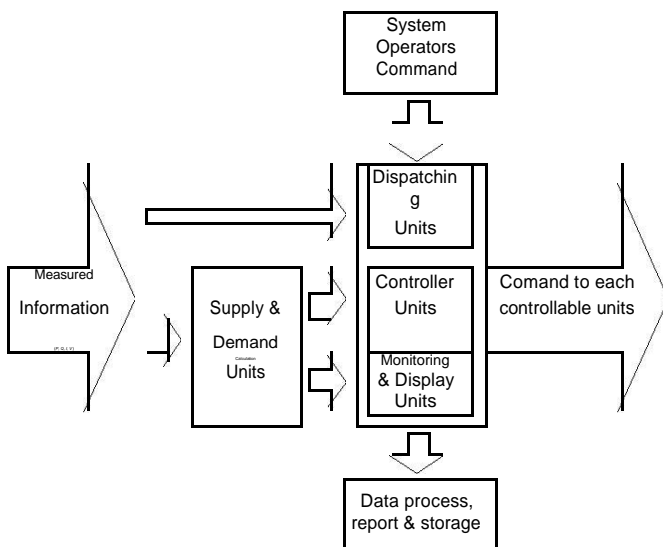 System
Operators
Command
Dispatchin
g
Units
Measured
Information
(P, Q, I, V)
Supply &
Demand
Calculation
Units
Controller
Units
Monitoring
& Display
Units
Comand to each
controllable units
Data process,
report & storage